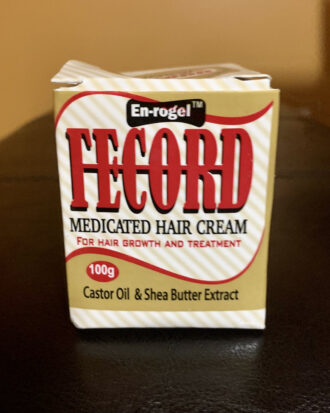 En-rogel™
FECORD
MEDICATED HAIR CREAM
FOR HAIR GROWTH AND TREATMENT
100g
Castor Oil & Shea Butter Extract